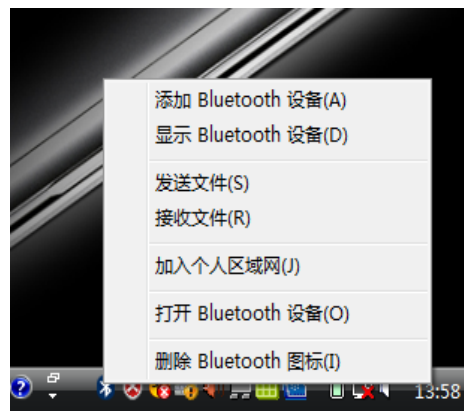 添加 Bluetooth 设备(A)
显示 Bluetooth 设备(D)
发送文件(S)
接收文件(R)
加入个人区域网(J)
打开 Bluetooth 设备(O)
删除 Bluetooth 图标(I)
13:58